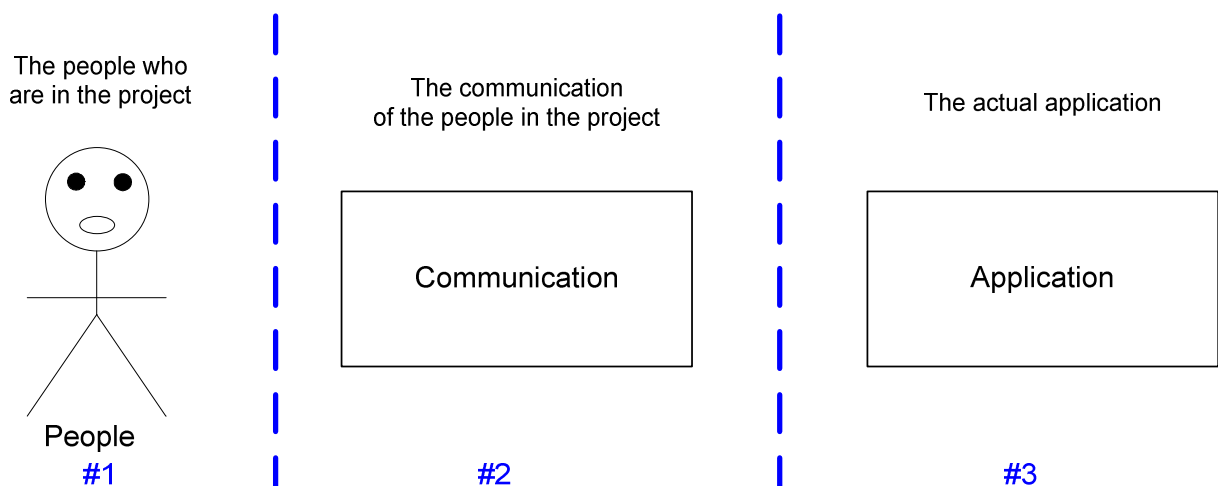 The people who
are in the project
People
#1
The communication
of the people in the project
Communication
#2
The actual application
Application
#3